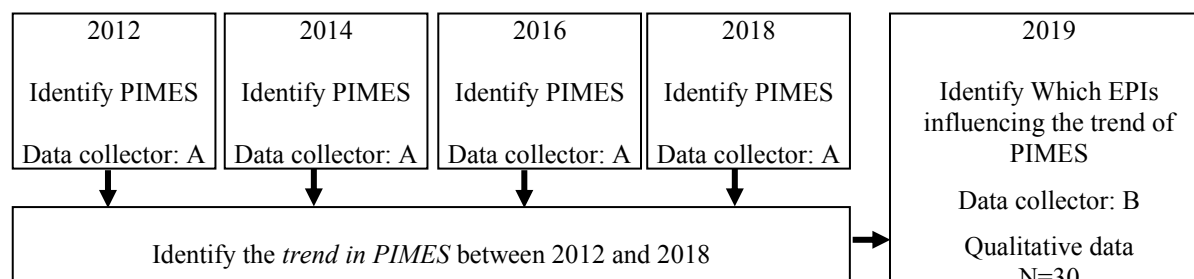 2012
Identify PIMES
Data collector: A
2014
Identify PIMES
Data collector: A
2016
Identify PIMES
Data collector: A
2018
Identify PIMES
Data collector: A
Identify the trend in PIMES between 2012 and 2018
2019
Identify Which EPIs
influencing the trend of
PIMES
Data collector: B
Qualitative data
N=30